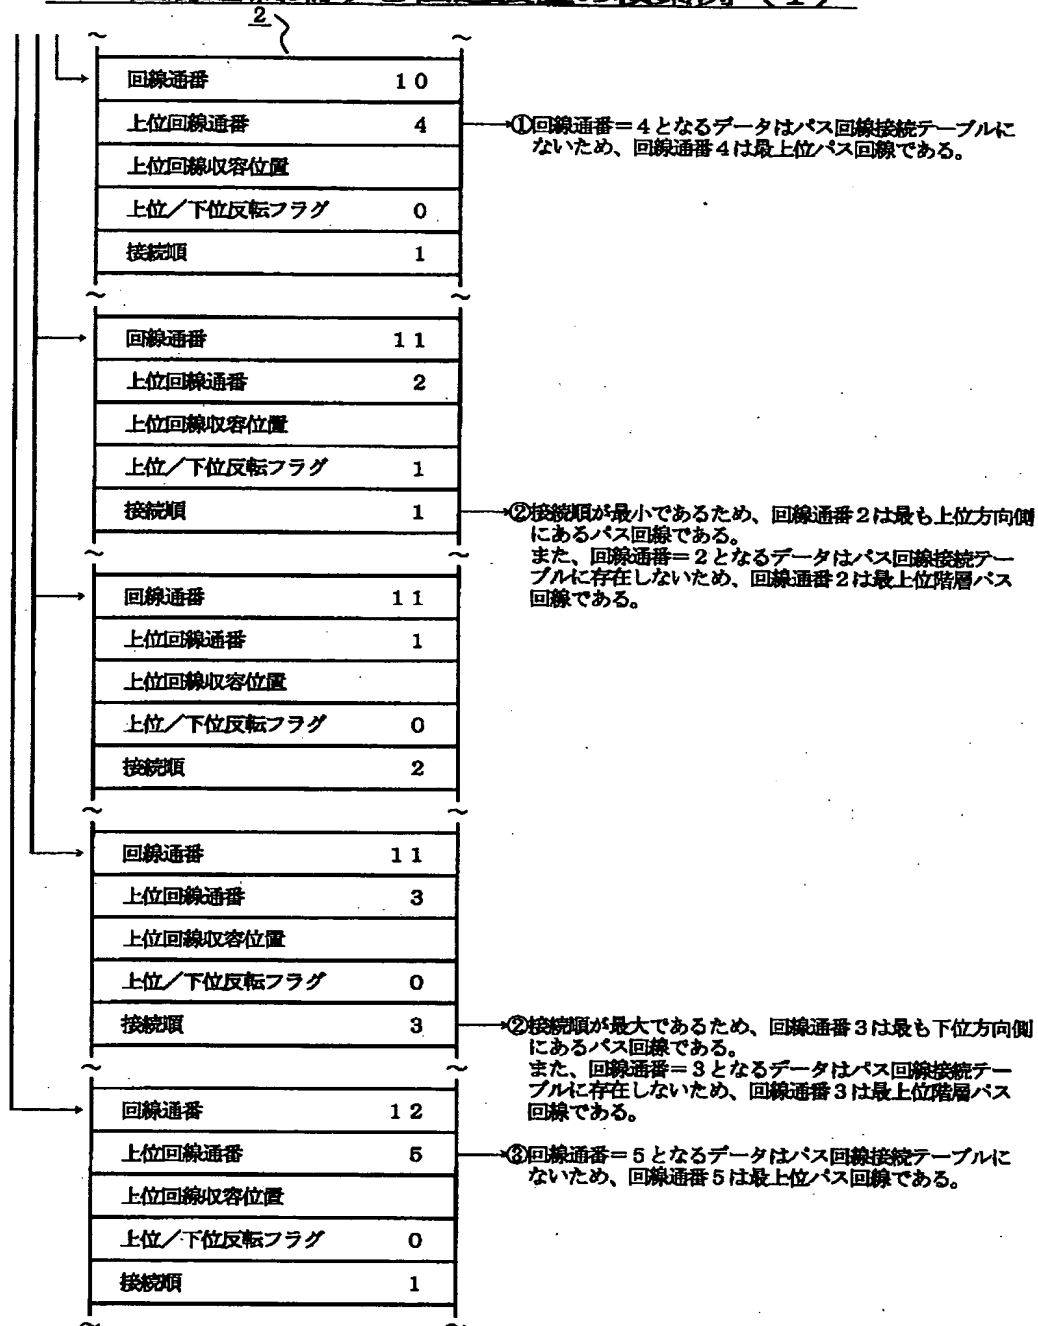 2
回線通番 10
上位回線通番 4
上位回線収容位置
上位／下位反転フラグ 0
接続順 1
①回線通番＝4となるデータはパス回線接続テーブルに
ないため、回線通番4は最上位パス回線である。
回線通番 11
上位回線通番 2
上位回線収容位置
上位／下位反転フラグ 1
接続順 1
②接続順が最小であるため、回線通番2は最も上位方向側
にあるパス回線である。
また、回線通番＝2となるデータはパス回線接続テー
ブルに存在しないため、回線通番2は最上位階層パス
回線である。
回線通番 11
上位回線通番 1
上位回線収容位置
上位／下位反転フラグ 0
接続順 2
回線通番 11
上位回線通番 3
上位回線収容位置
上位／下位反転フラグ 0
接続順 3
②接続順が最大であるため、回線通番3は最も下位方向側
にあるパス回線である。
また、回線通番＝3となるデータはパス回線接続テー
ブルに存在しないため、回線通番3は最上位階層パス
回線である。
回線通番 12
上位回線通番 5
上位回線収容位置
上位／下位反転フラグ 0
接続順 1
③回線通番＝5となるデータはパス回線接続テーブルに
ないため、回線通番5は最上位パス回線である。